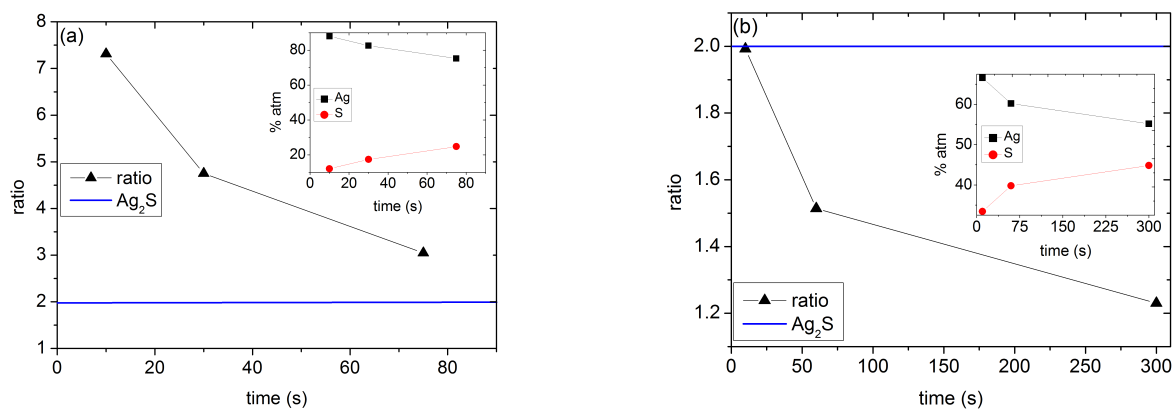 (a)
ratio
8
7
6
5
4
3
2
1
0 20 40 60 80
time (s)
ratio
Ag₂S
% atm
80
60
40
20
0 20 40 60 80
time (s)
Ag
S
(b)
ratio
2.0
1.8
1.6
1.4
1.2
0 50 100 150 200 250 300
time (s)
ratio
Ag₂S
% atm
60
50
40
0 75 150 225 300
time (s)
Ag
S